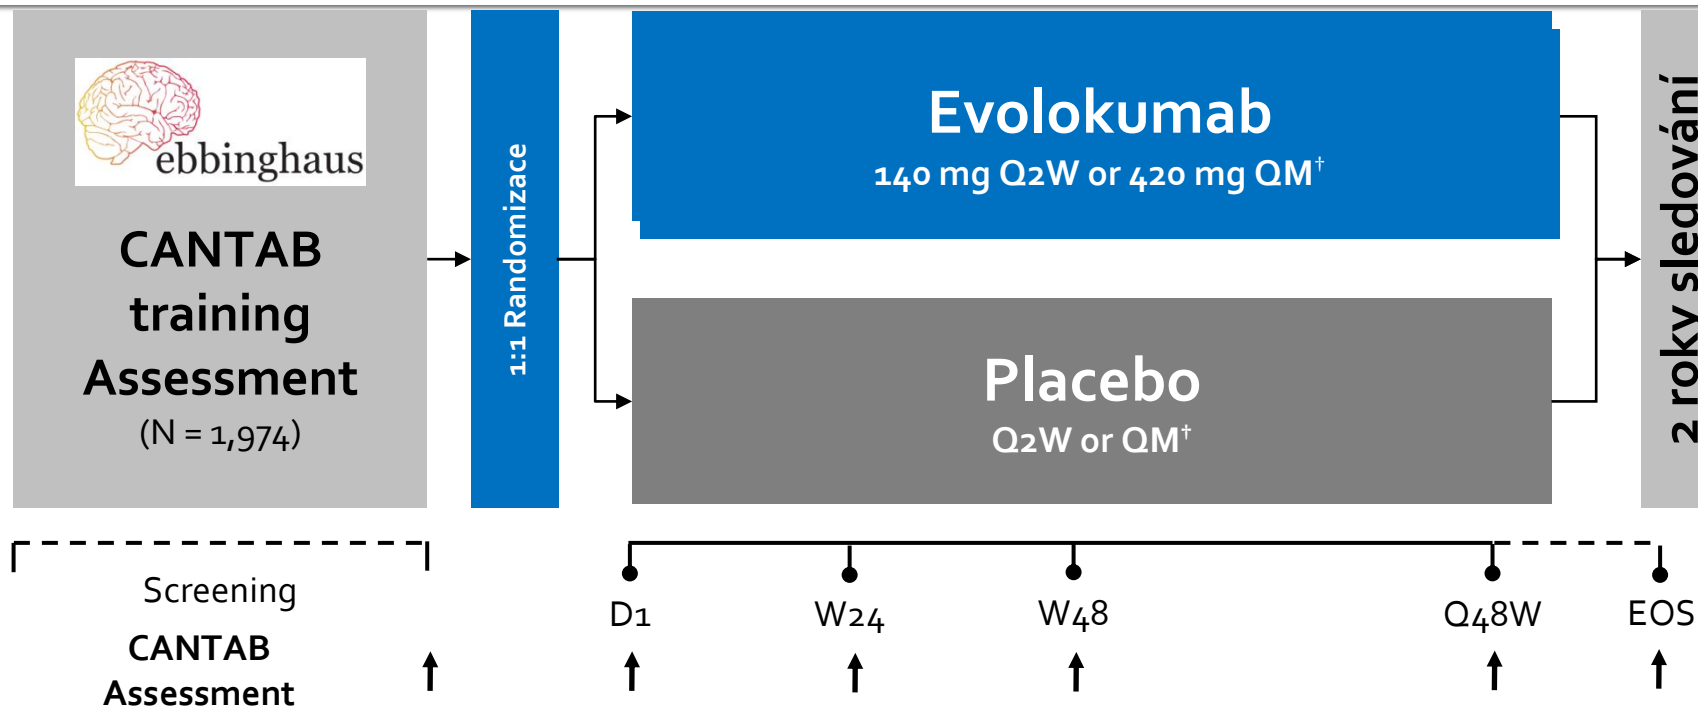 ebbinghaus
CANTAB
training
Assessment
(N = 1,974)
1:1 Randomizace
Evolokumab
140 mg Q2W or 420 mg QM†
Placebo
Q2W or QM†
2 roky sledování
Screening
D1
W24
W48
Q48W
EOS
CANTAB
Assessment